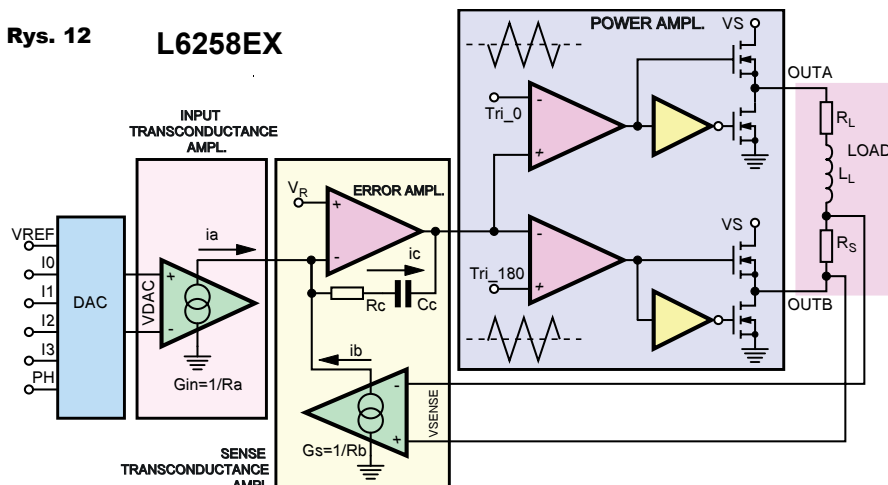 Rys. 12
L6258EX
POWER AMPL.
VS
OUTA
INPUT
TRANSCONDUCTANCE
AMPL.
Tri_0
-
+
RL
LOAD
LL
VR
+
ERROR AMPL.
-
VREF
I0
I1
I2
I3
PH
DAC
VDAC
+
-
ia
ic
Rc
Cc
-
Tri_180
+
VS
RS
OUTB
Gin=1/Ra
ib
-
VSENSE
+
Gs=1/Rb
SENSE
TRANSCONDUCTANCE
AMPL